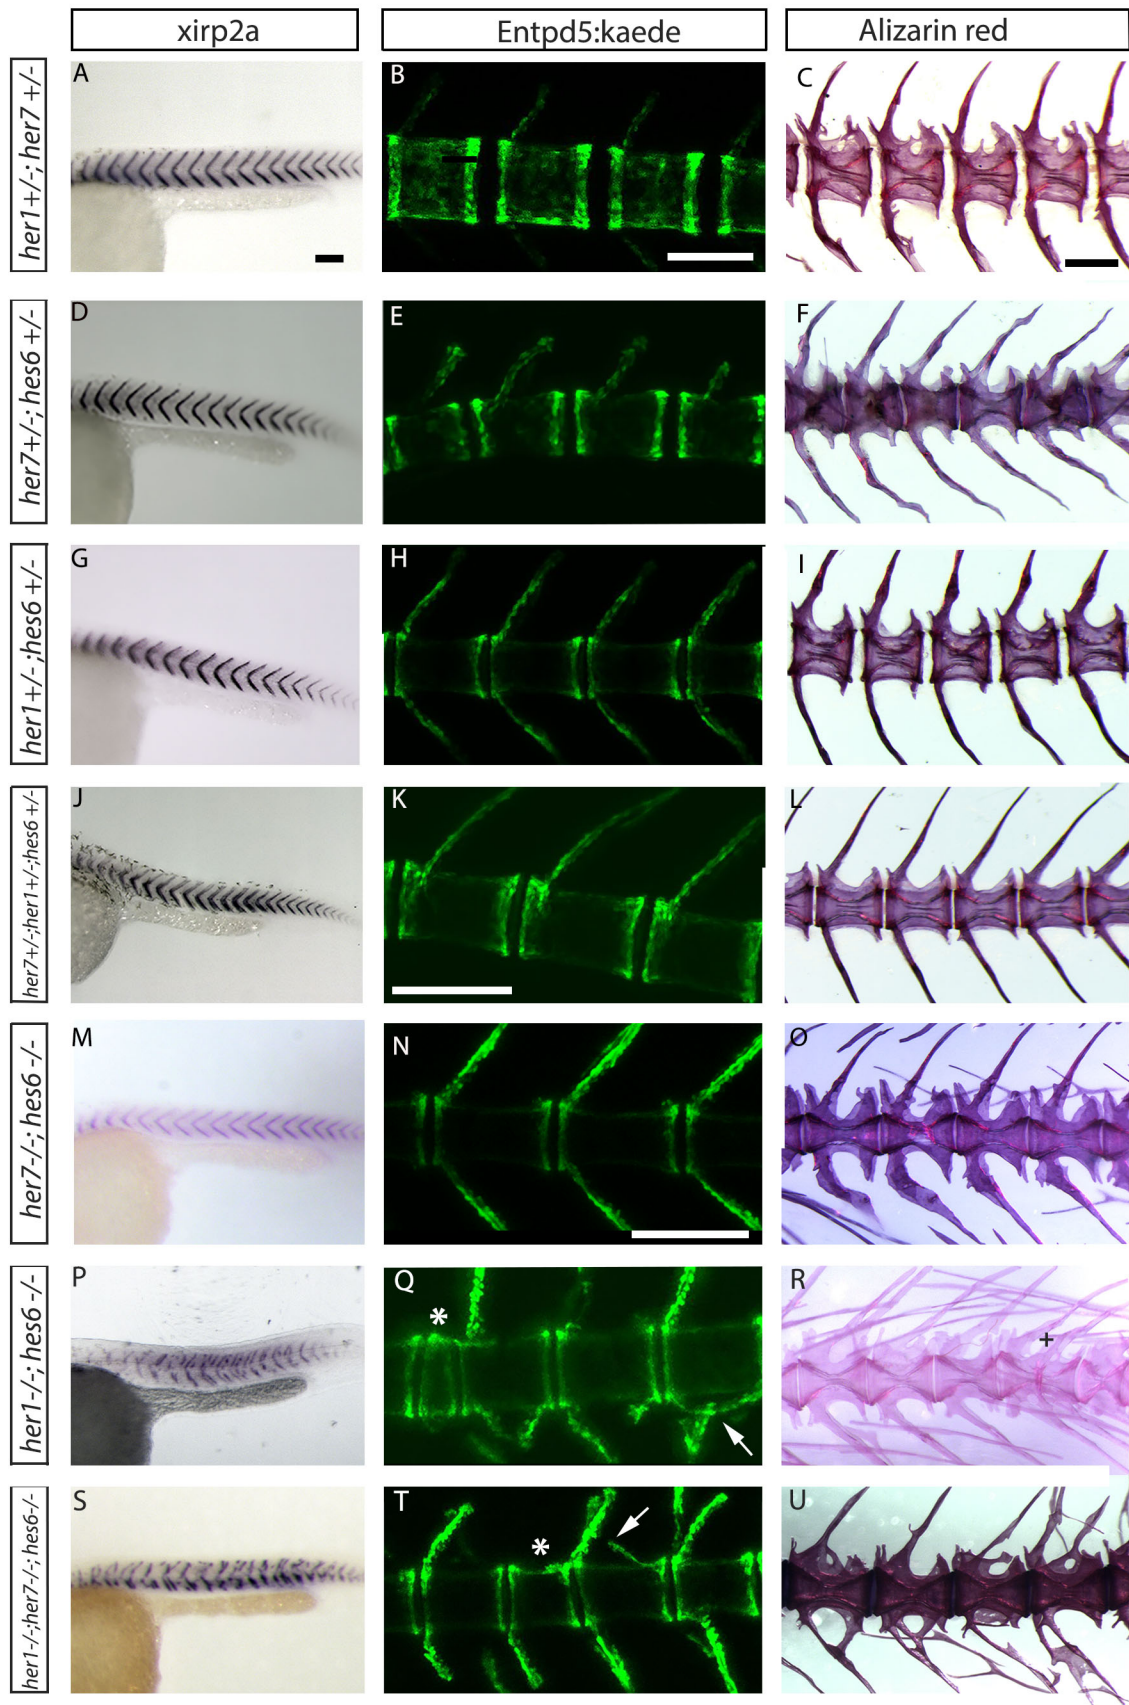 xirp2a
Entpd5:kaede
Alizarin red
her1+/-; her7 +/-
A
B
C
her7+/-; hes6 +/-
D
E
F
her1+/-;hes6 +/-
G
H
I
her7+/-;her1+/-;hes6 +/-
J
K
L
her7-/-; hes6 -/-
M
N
O
her1-/-; hes6 -/-
P
Q
*
R
+
her1-/-;her7-/-;hes6-/-
S
T
*
U